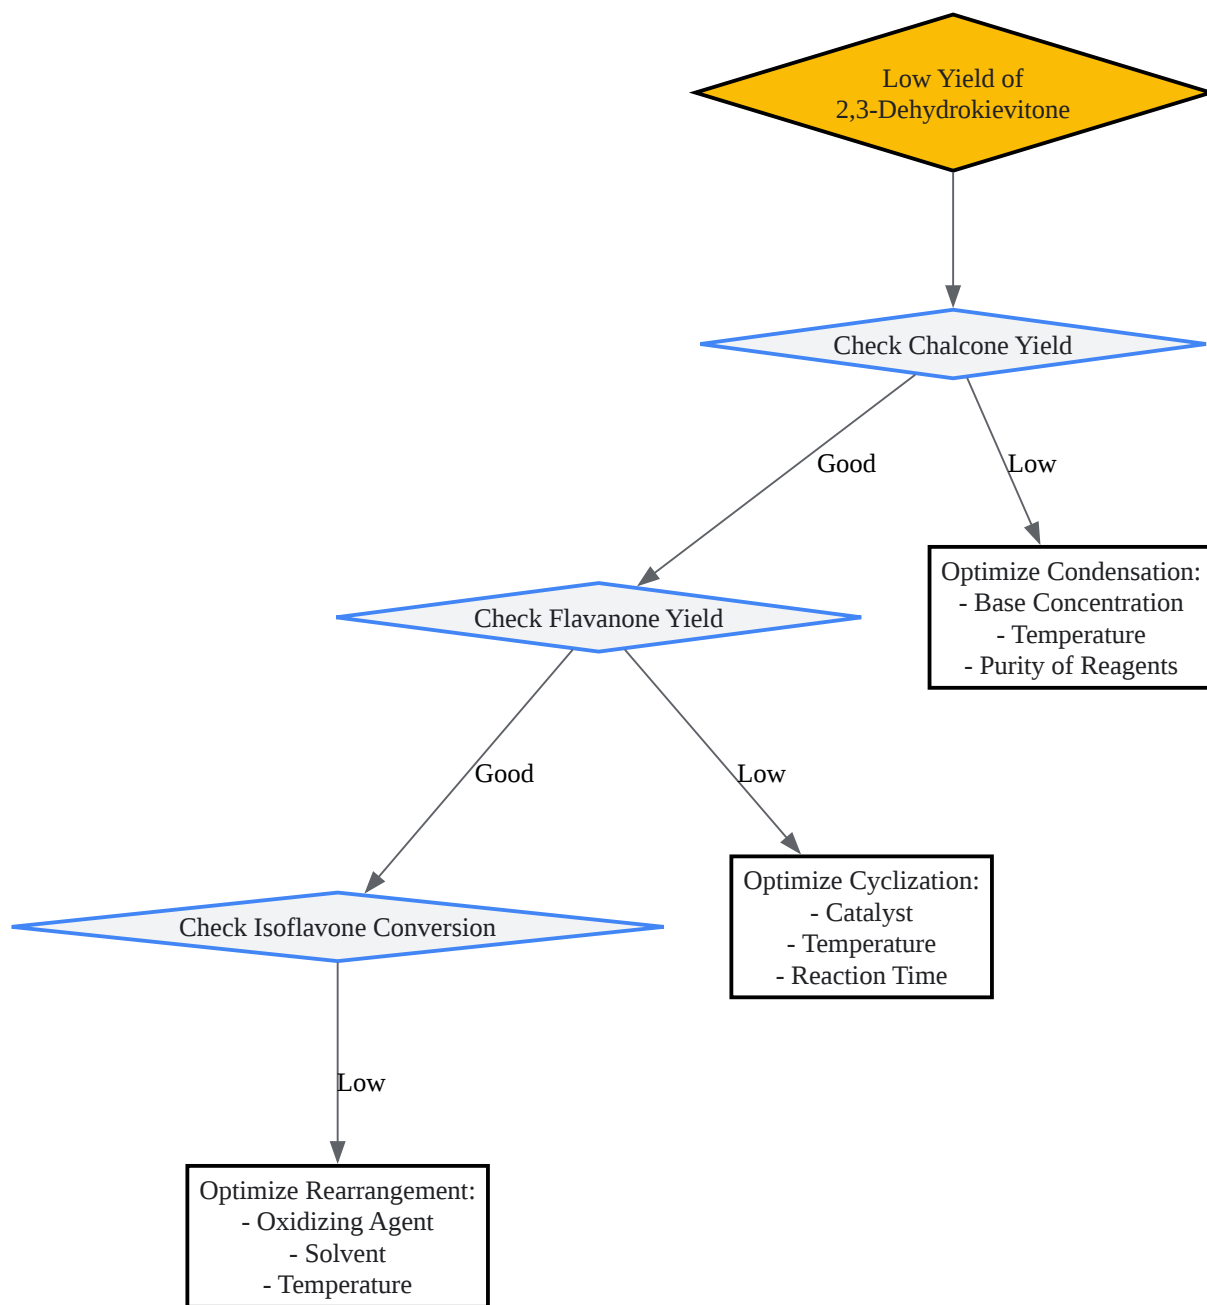 Low Yield of
2,3-Dehydrokievitone
Check Chalcone Yield
Good
Low
Optimize Condensation:
- Base Concentration
- Temperature
- Purity of Reagents
Check Flavanone Yield
Good
Low
Optimize Cyclization:
- Catalyst
- Temperature
- Reaction Time
Check Isoflavone Conversion
Low
Optimize Rearrangement:
- Oxidizing Agent
- Solvent
- Temperature